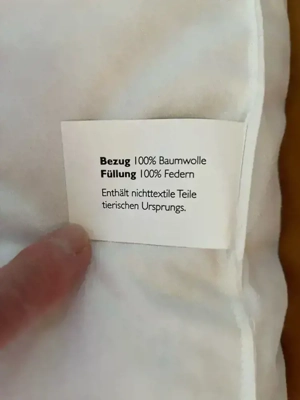 Bezug 100% Baumwolle
Füllung 100% Federn
Enthält nichttextile Teile
tierischen Ursprungs.